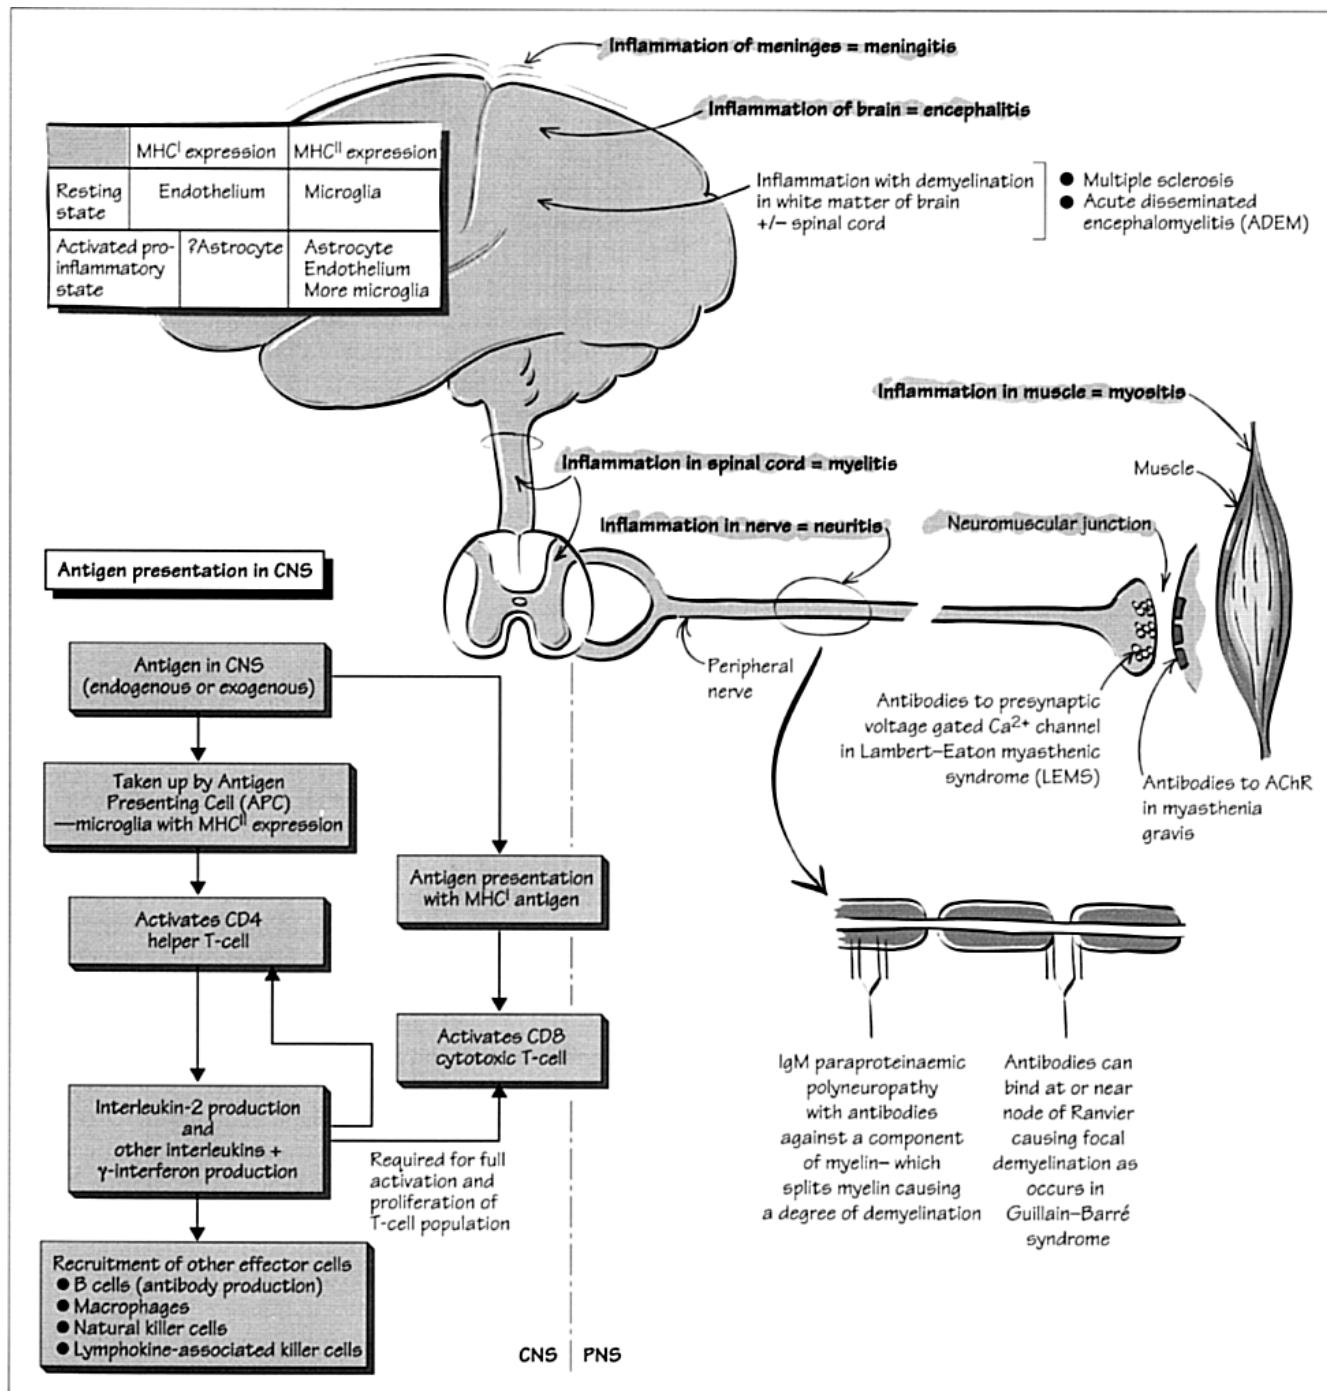 Inflammation of meninges = meningitis
Inflammation of brain = encephalitis
MHCᴵ expression
MHCᴵᴵ expression
Resting
state
Endothelium
Microglia
Activated pro-
inflammatory
state
?Astrocyte
Astrocyte
Endothelium
More microglia
Inflammation with demyelination
in white matter of brain
+/– spinal cord
● Multiple sclerosis
● Acute disseminated
encephalomyelitis (ADEM)
Inflammation in muscle = myositis
Muscle
Inflammation in spinal cord = myelitis
Inflammation in nerve = neuritis
Neuromuscular junction
Peripheral
nerve
Antibodies to presynaptic
voltage gated Ca²⁺ channel
in Lambert–Eaton myasthenic
syndrome (LEMS)
Antibodies to AChR
in myasthenia
gravis
Antigen presentation in CNS
Antigen in CNS
(endogenous or exogenous)
Taken up by Antigen
Presenting Cell (APC)
—microglia with MHCᴵᴵ expression
Activates CD4
helper T-cell
Antigen presentation
with MHCᴵ antigen
Activates CD8
cytotoxic T-cell
Interleukin-2 production
and
other interleukins +
γ-interferon production
Required for full
activation and
proliferation of
T-cell population
Recruitment of other effector cells
● B cells (antibody production)
● Macrophages
● Natural killer cells
● Lymphokine-associated killer cells
CNS
PNS
IgM paraproteinaemic
polyneuropathy
with antibodies
against a component
of myelin– which
splits myelin causing
a degree of demyelination
Antibodies can
bind at or near
node of Ranvier
causing focal
demyelination as
occurs in
Guillain–Barré
syndrome